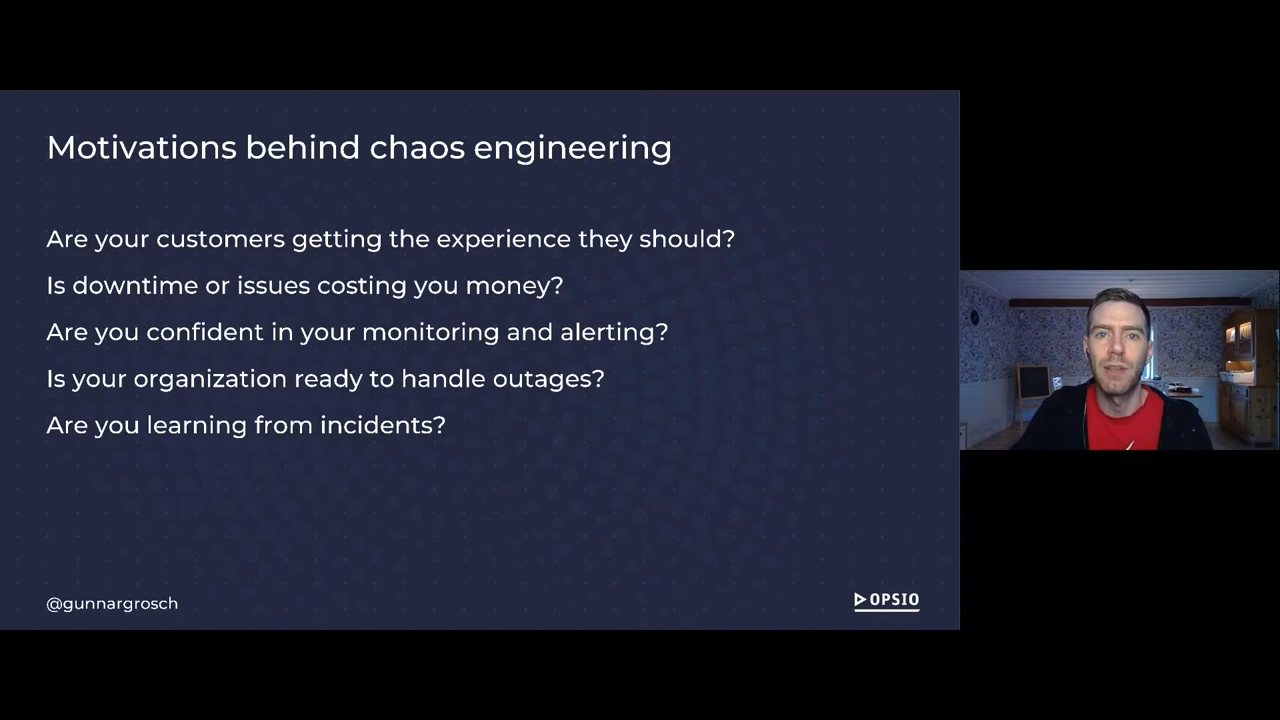 Motivations behind chaos engineering
Are your customers getting the experience they should?
Is downtime or issues costing you money?
Are you confident in your monitoring and alerting?
Is your organization ready to handle outages?
Are you learning from incidents?
@gunnargrosch
OPSIO